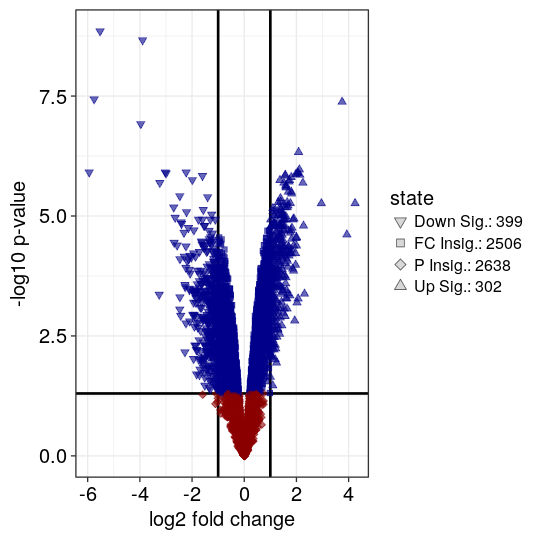 7.5
5.0
2.5
0.0
-log10 p-value
-6 -4 -2 0 2 4
log2 fold change
state
Down Sig.: 399
FC Insig.: 2506
P Insig.: 2638
Up Sig.: 302